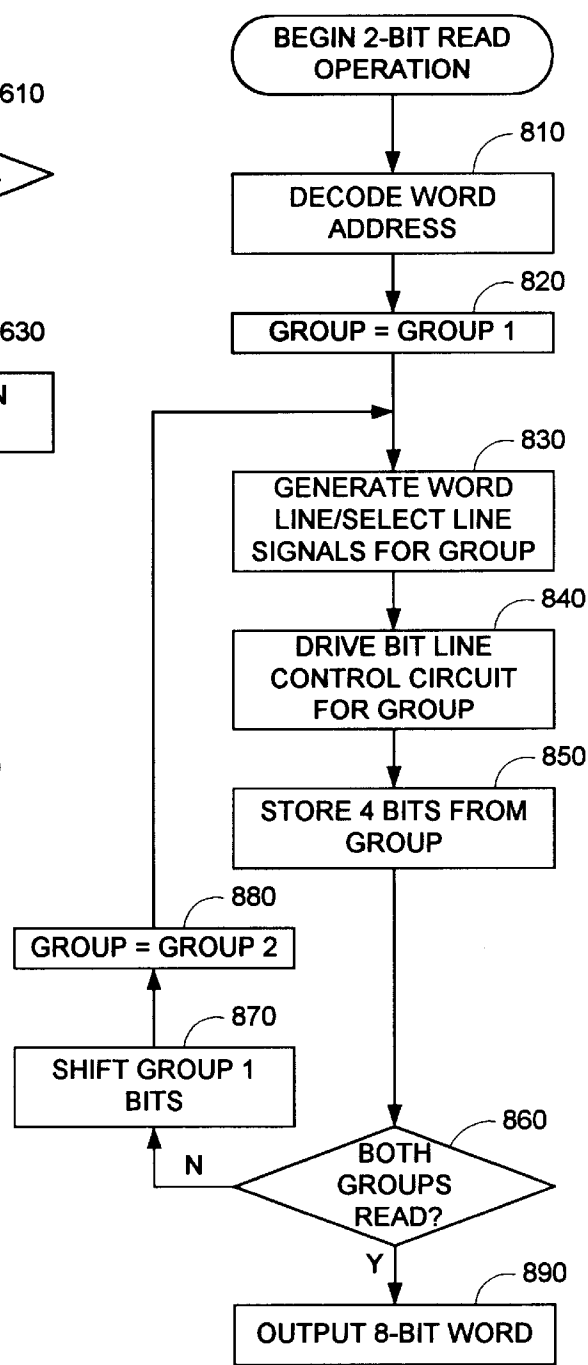 BEGIN 2-BIT READ
OPERATION
610
810
DECODE WORD
ADDRESS
820
GROUP = GROUP 1
630
N
830
GENERATE WORD
LINE/SELECT LINE
SIGNALS FOR GROUP
840
DRIVE BIT LINE
CONTROL CIRCUIT
FOR GROUP
850
STORE 4 BITS FROM
GROUP
880
GROUP = GROUP 2
870
SHIFT GROUP 1
BITS
860
BOTH
GROUPS
READ?
N
Y
890
OUTPUT 8-BIT WORD